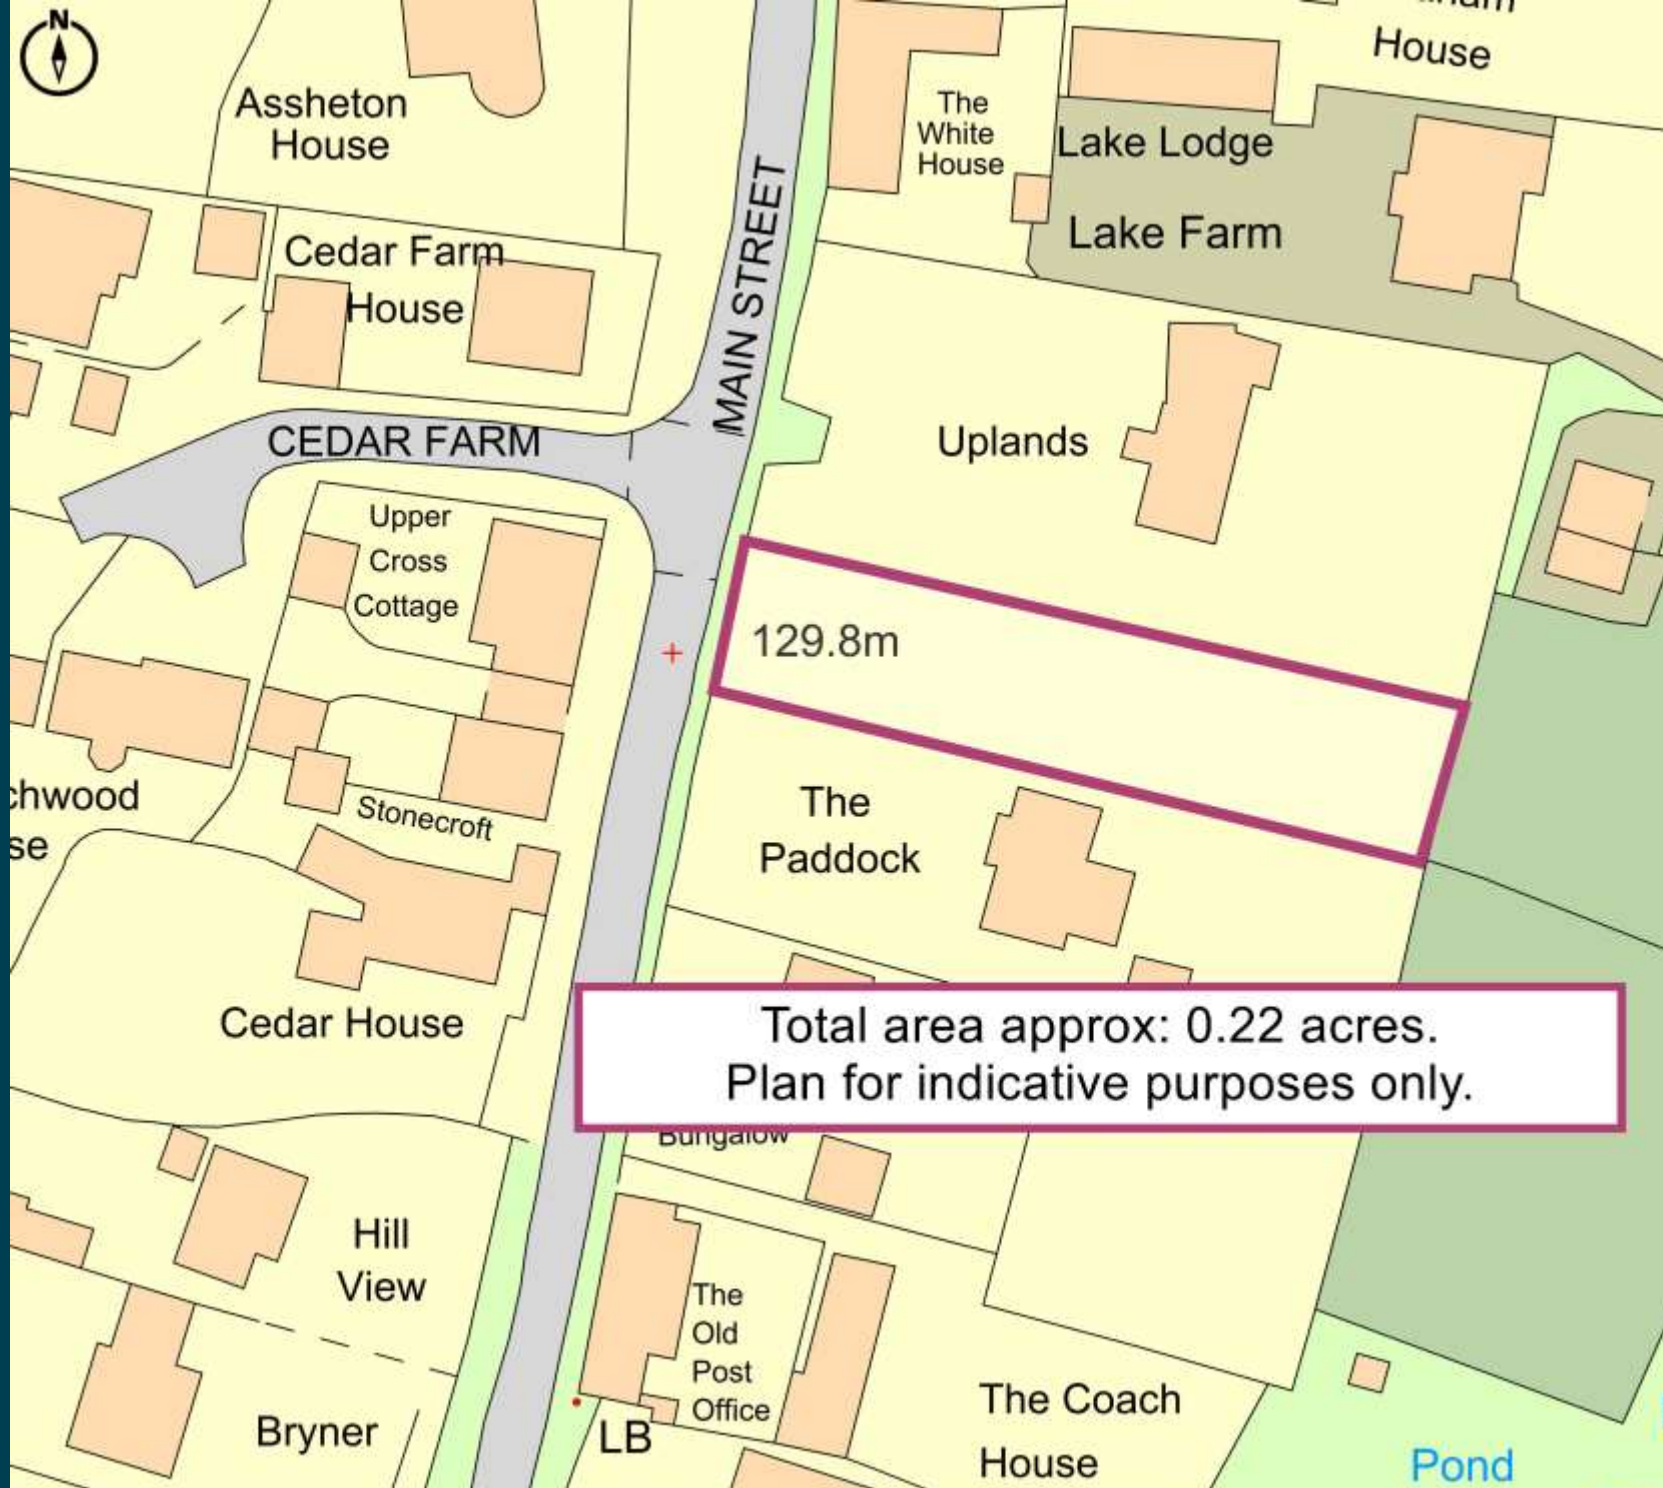 N
House
Assheton
House
The
White
House
Lake Lodge
Lake Farm
Cedar Farm
House
MAIN STREET
CEDAR FARM
Uplands
Upper
Cross
Cottage
129.8m
The
Paddock
Stonecroft
Cedar House
Total area approx: 0.22 acres.
Plan for indicative purposes only.
Bungalow
Hill
View
The
Old
Post
Office
Bryner
LB
The Coach
House
Pond